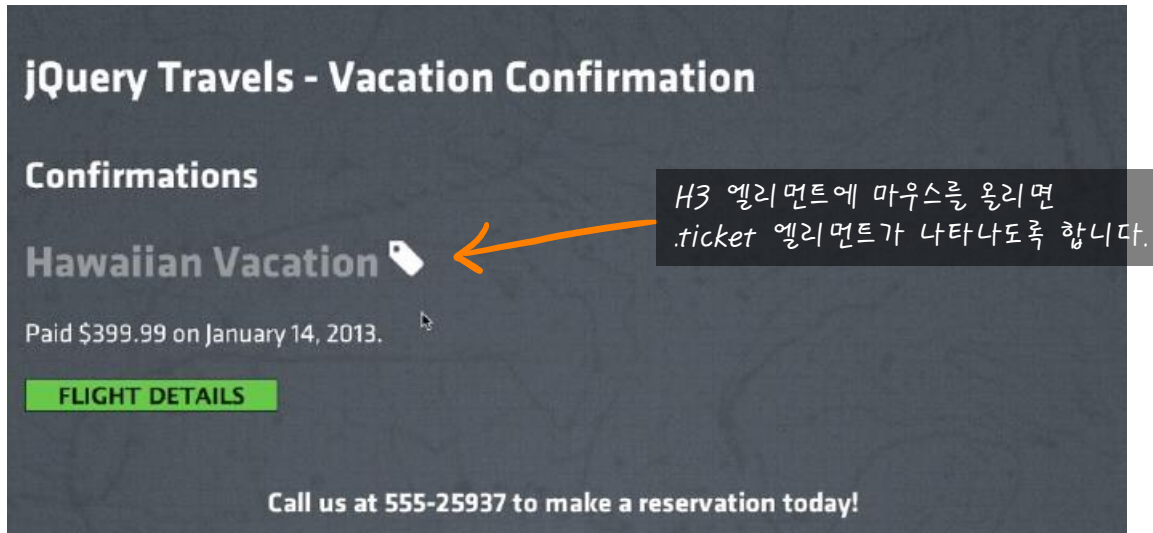 jQuery Travels - Vacation Confirmation
Confirmations
H3 엘리먼트에 마우스를 올리면
.ticket 엘리먼트가 나타나도록 합니다.
Hawaiian Vacation
Paid $399.99 on January 14, 2013.
FLIGHT DETAILS
Call us at 555-25937 to make a reservation today!